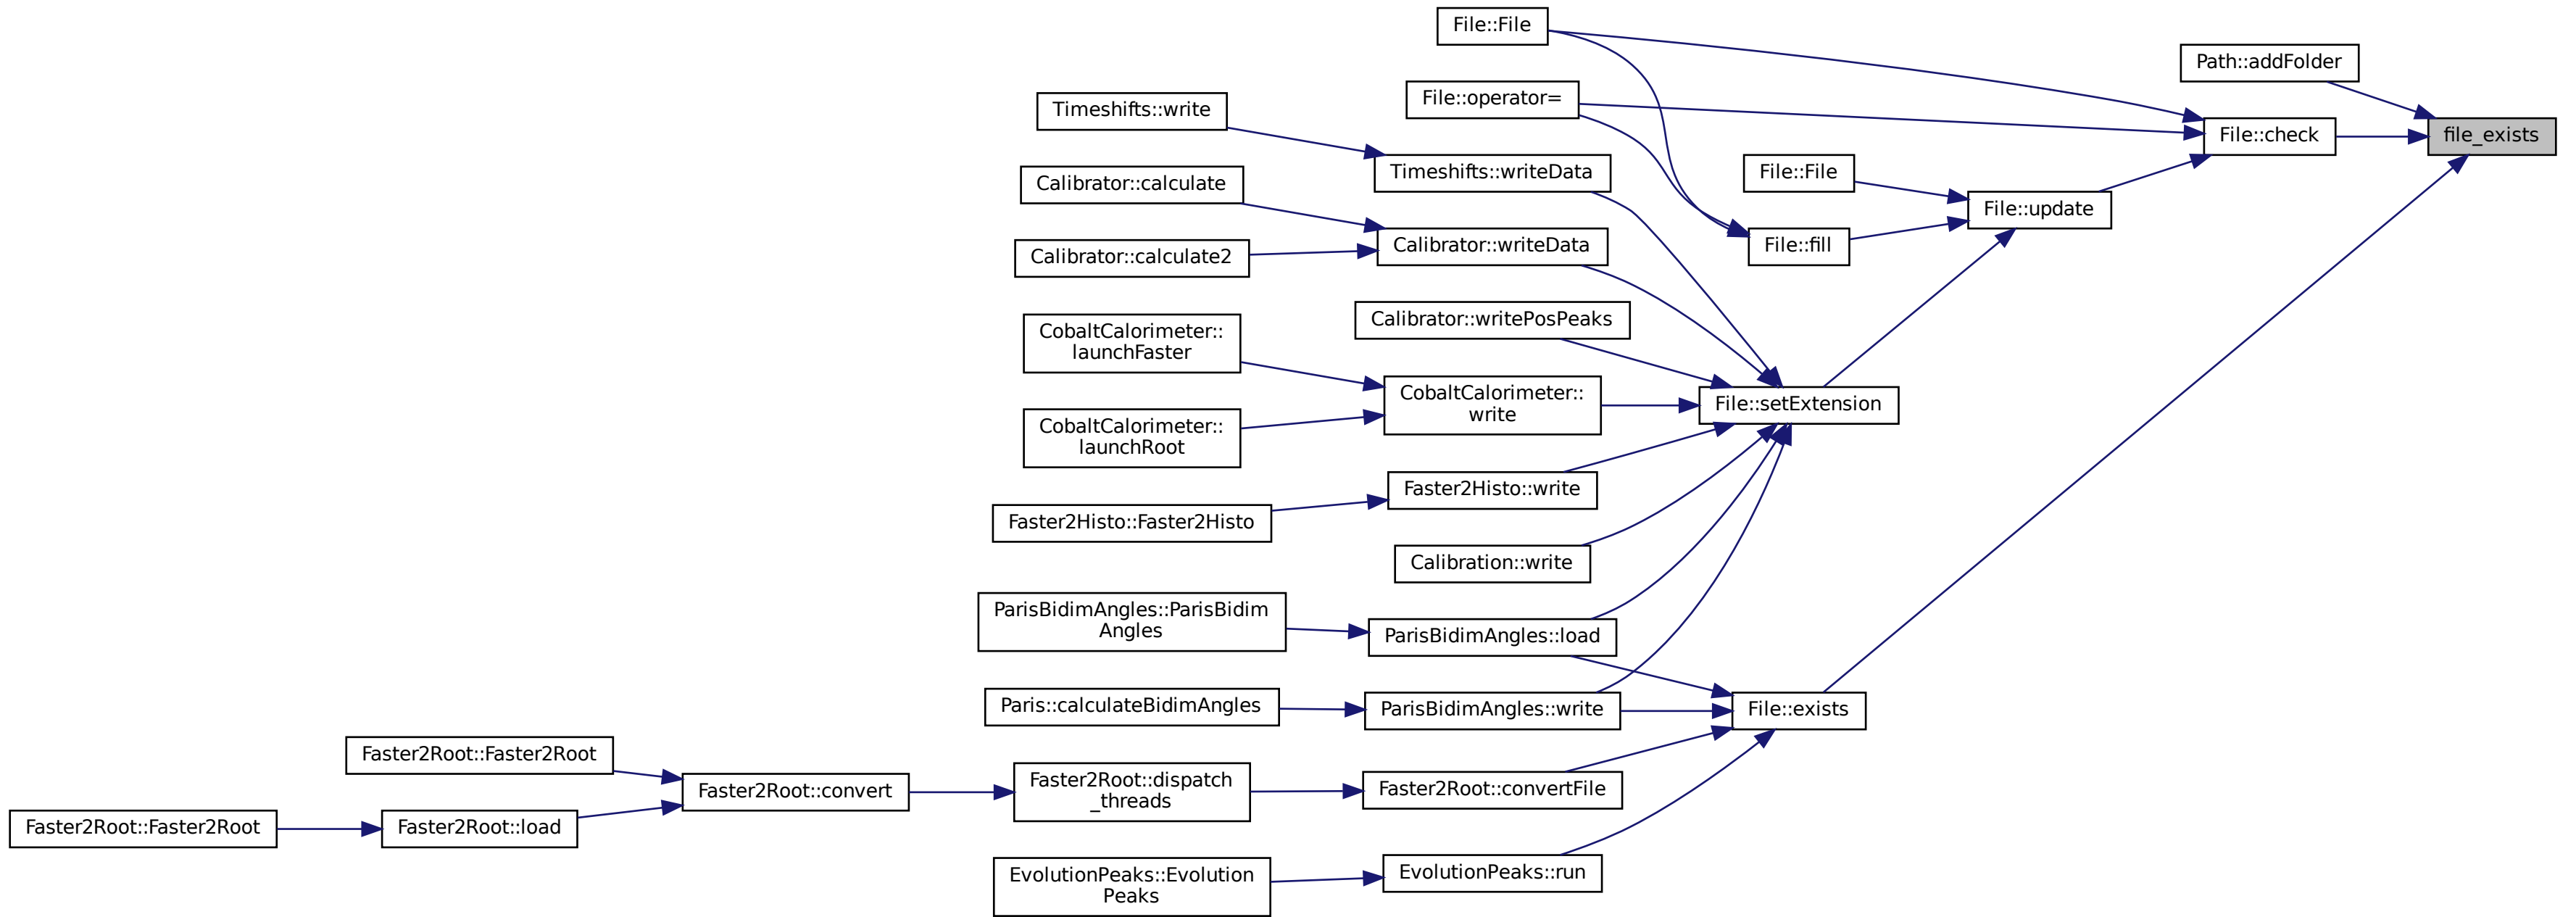 File::File
Path::addFolder
File::operator=
Timeshifts::write
File::check
file_exists
Timeshifts::writeData
File::File
Calibrator::calculate
File::update
Calibrator::writeData
File::fill
Calibrator::calculate2
Calibrator::writePosPeaks
CobaltCalorimeter::
launchFaster
CobaltCalorimeter::
write
File::setExtension
CobaltCalorimeter::
launchRoot
Faster2Histo::write
Faster2Histo::Faster2Histo
Calibration::write
ParisBidimAngles::ParisBidim
Angles
ParisBidimAngles::load
Paris::calculateBidimAngles
ParisBidimAngles::write
File::exists
Faster2Root::Faster2Root
Faster2Root::convert
Faster2Root::dispatch
_threads
Faster2Root::convertFile
Faster2Root::Faster2Root
Faster2Root::load
EvolutionPeaks::Evolution
Peaks
EvolutionPeaks::run